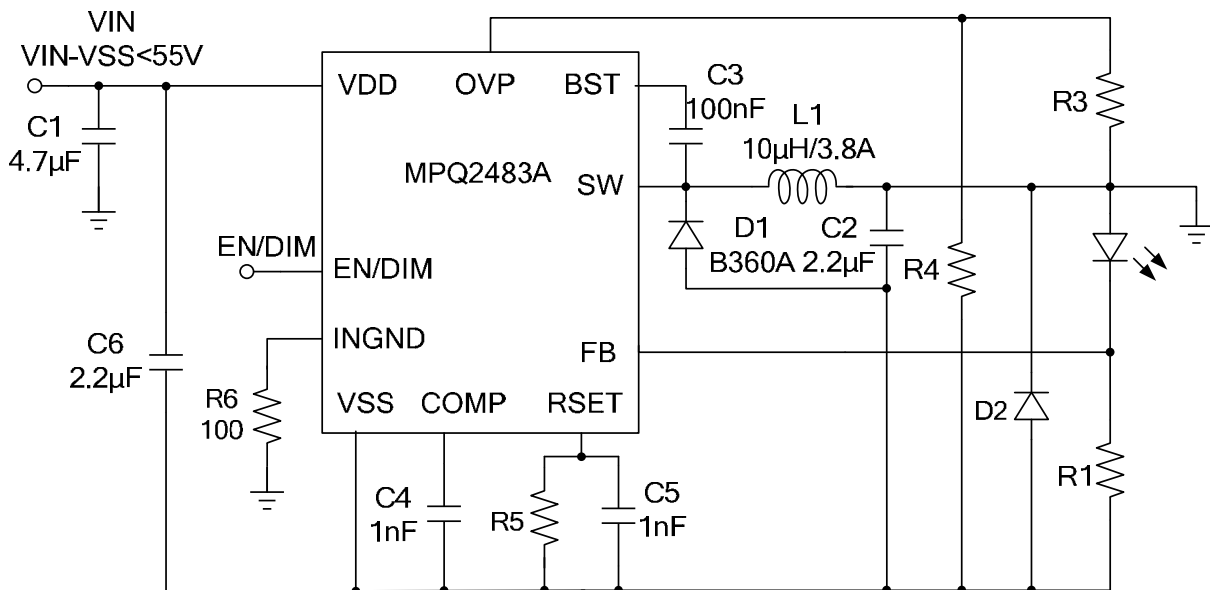 VIN
VIN-VSS<55V
C1
4.7µF
C6
2.2µF
EN/DIM
R6
100
VDD
OVP
BST
MPQ2483A
SW
EN/DIM
INGND
FB
VSS
COMP
RSET
C3
100nF
L1
10µH/3.8A
D1
B360A
C2
2.2µF
R4
R3
D2
R1
C4
1nF
R5
C5
1nF